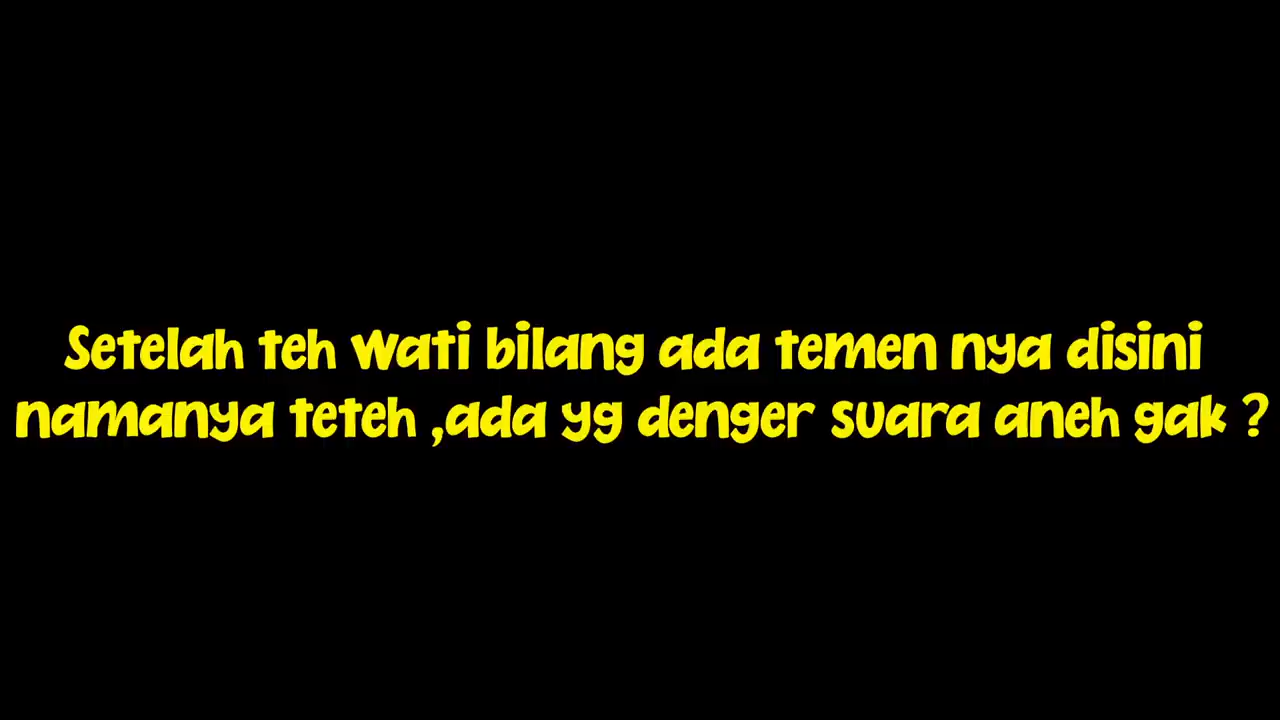 Setelah teh wati bilang ada temen nya disini
namanya teteh ,ada yg denger suara aneh gak ?